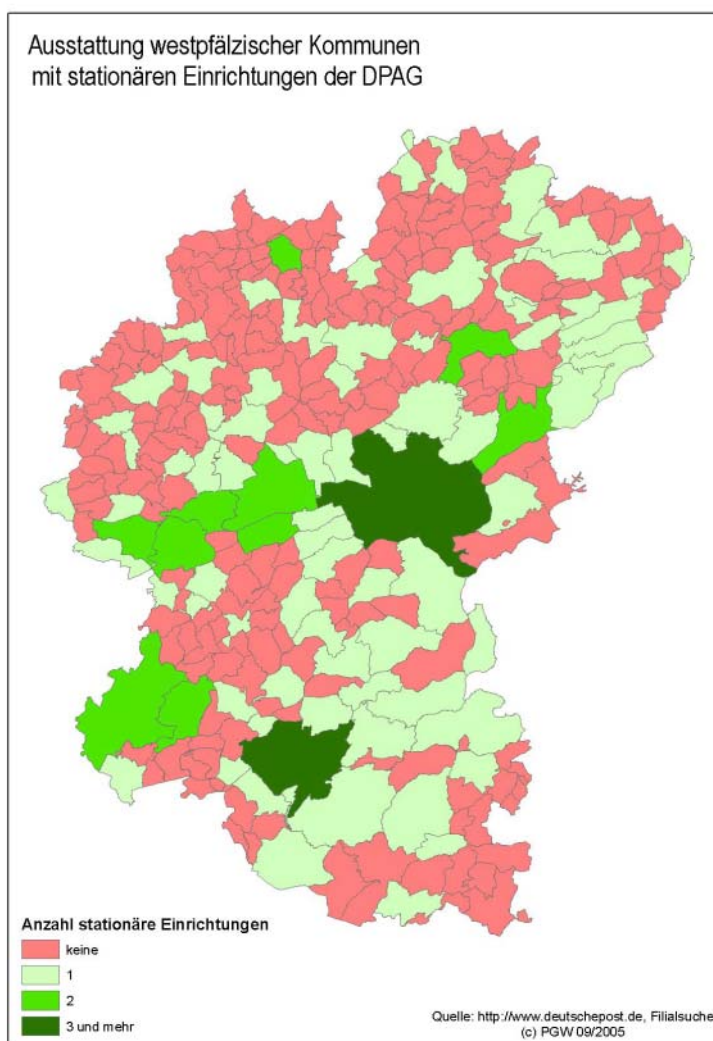 Ausstattung westpfälzischer Kommunen
mit stationären Einrichtungen der DPAG
Anzahl stationäre Einrichtungen
keine
1
2
3 und mehr
Quelle: http://www.deutschepost.de, Filialsuche
(c) PGW 09/2005